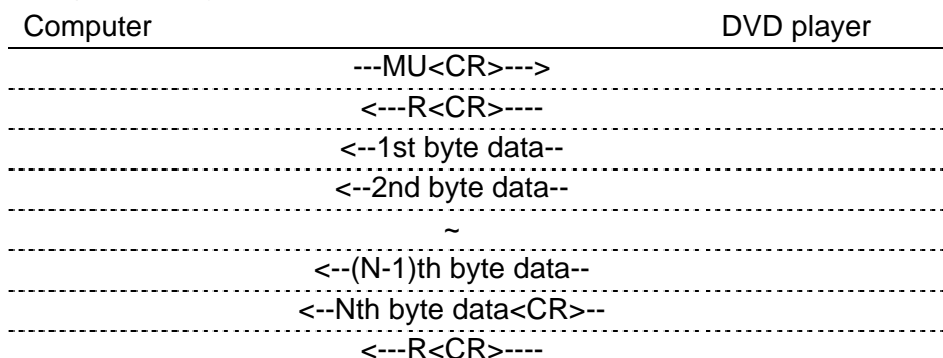 Computer DVD player
---MU<CR>--->
<---R<CR>----
<--1st byte data--
<--2nd byte data--
~
<--(N-1)th byte data--
<--Nth byte data<CR>--
<---R<CR>----